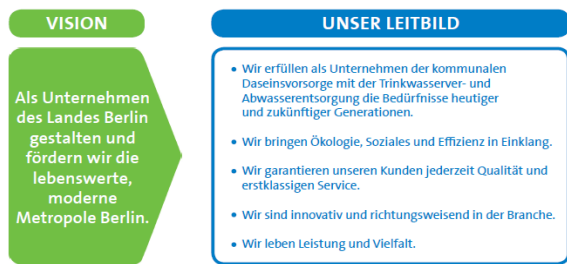 VISION
Als Unternehmen
des Landes Berlin
gestalten und
fördern wir die
lebenswerte,
moderne
Metropole Berlin.
UNSER LEITBILD
• Wir erfüllen als Unternehmen der kommunalen
Daseinsvorsorge mit der Trinkwasserver- und
Abwasserentsorgung die Bedürfnisse heutiger
und zukünftiger Generationen.
• Wir bringen Ökologie, Soziales und Effizienz in Einklang.
• Wir garantieren unseren Kunden jederzeit Qualität und
erstklassigen Service.
• Wir sind innovativ und richtungsweisend in der Branche.
• Wir leben Leistung und Vielfalt.